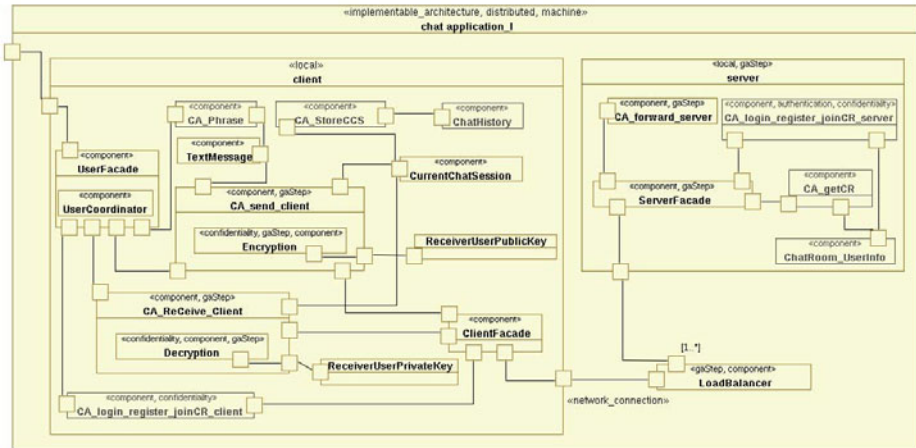 «implementable_architecture, distributed, machine»
chat application_I
«local»
client
«component»
CA_Phrase
«component»
CA_StoreCCS
ChatHistory
«component»
UserFacade
TextMessage
«component»
CurrentChatSession
«component»
UserCoordinator
«component, gaStep»
CA_send_client
«confidentiality, gaStep, component»
Encryption
ReceiverUserPublicKey
«component, gaStep»
CA_ReCeive_Client
«confidentiality, component, gaStep»
Decryption
«component»
ClientFacade
ReceiverUserPrivateKey
«component, confidentiality»
CA_login_register_joinCR_client
«local, gaStep»
server
«component, gaStep»
CA_forward_server
«component, authentication, confidentiality»
CA_login_register_joinCR_server
«component, gaStep»
ServerFacade
«component»
CA_getCR
«component»
ChatRoom_UserInfo
[1..*]
«gaStep, component»
LoadBalancer
«network_connection»